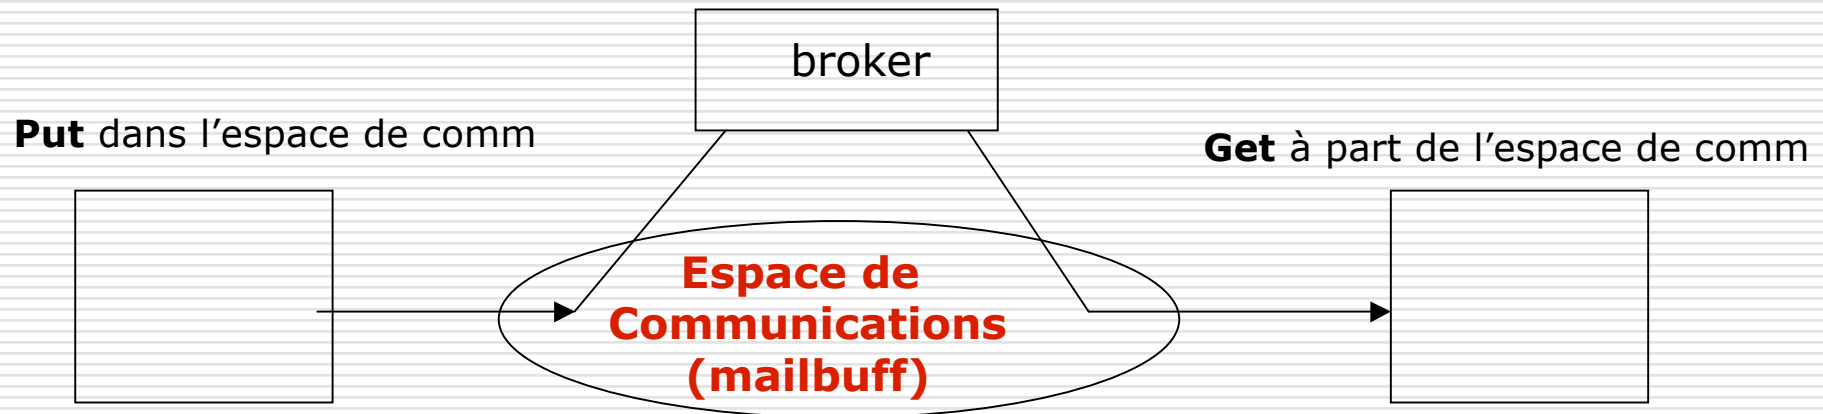 broker
Put dans l’espace de comm
Get à part de l’espace de comm
Espace de
Communications
(mailbuff)